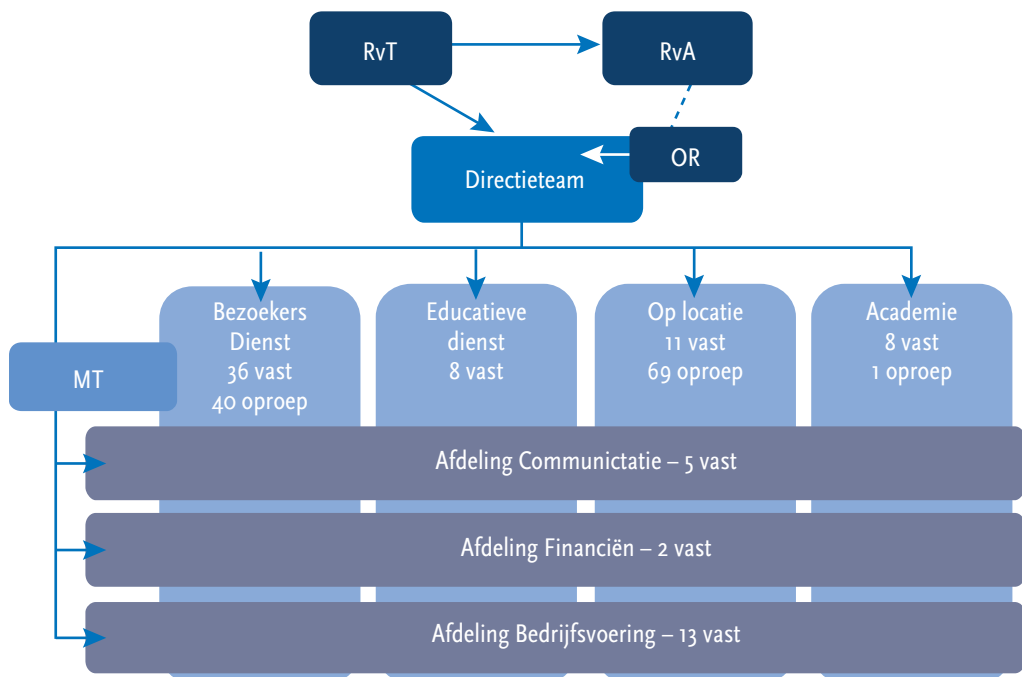 RvT
RvA
OR
Directieteam
Bezoekers
Dienst
36 vast
40 oproep
Educatieve
dienst
8 vast
Op locatie
11 vast
69 oproep
Academie
8 vast
1 oproep
MT
Afdeling Communictatie – 5 vast
Afdeling Financiën – 2 vast
Afdeling Bedrijfsvoering – 13 vast